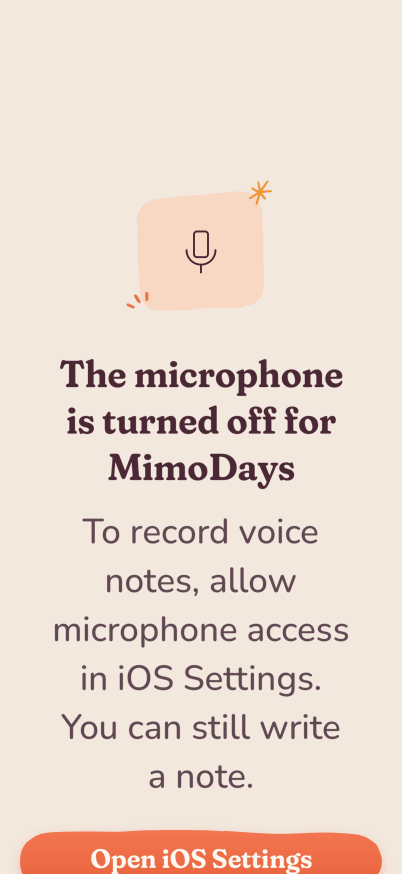 The microphone
is turned off for
MimoDays
To record voice
notes, allow
microphone access
in iOS Settings.
You can still write
a note.
Open iOS Settings